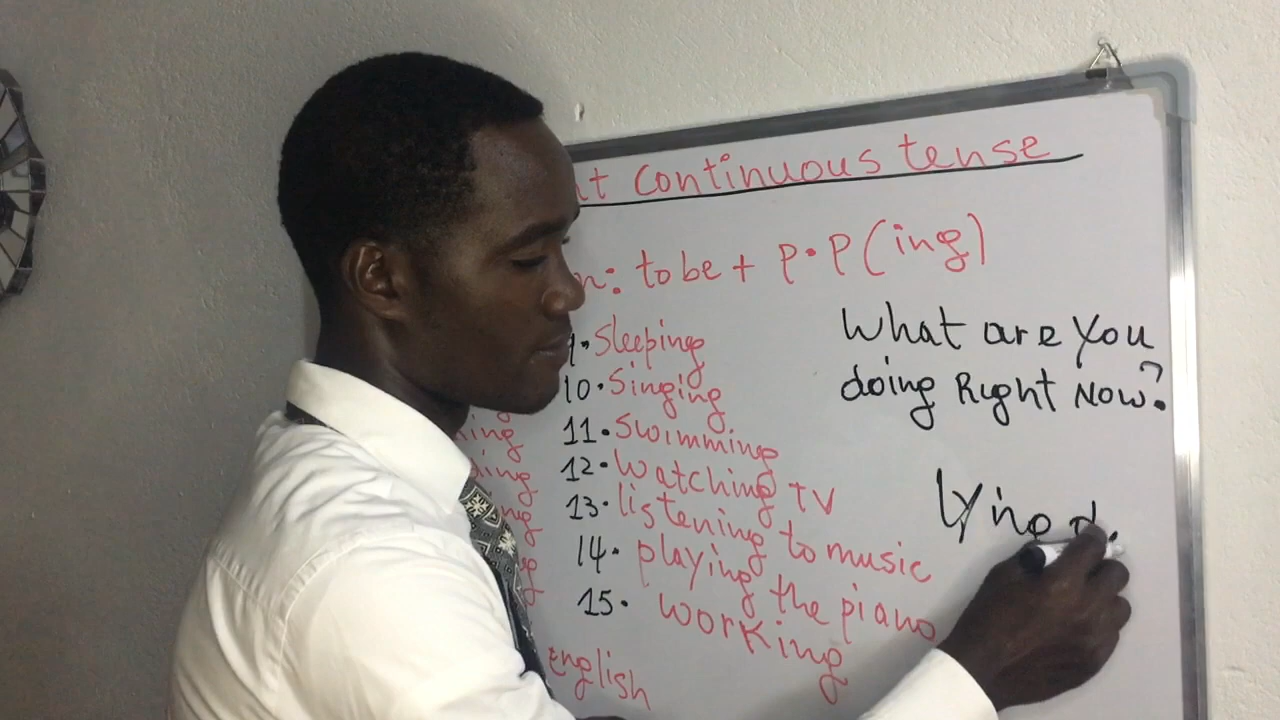 Continuous tense
to be + P.P (ing)
9. Sleeping
10. Singing
11. Swimming
12. Watching TV
13. listening to music
14. playing the piano
15. working
English
What are you
doing Right Now?